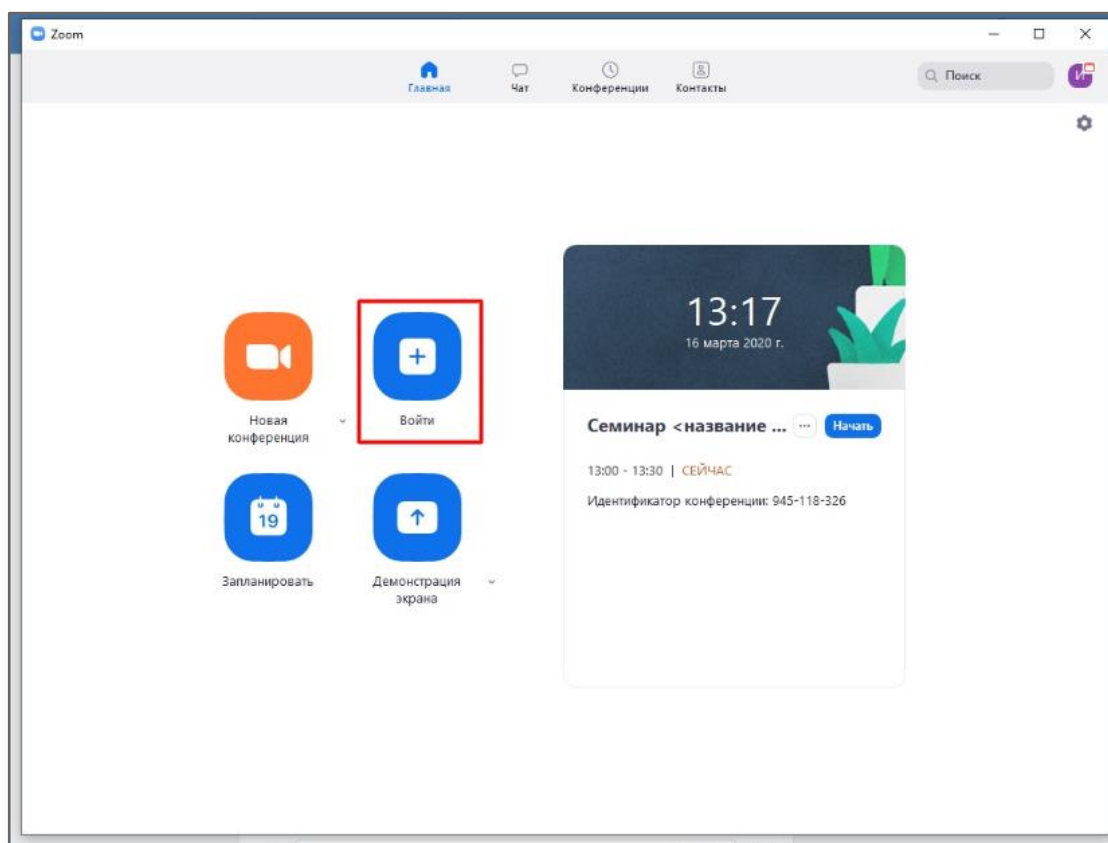 Zoom
Главная
Чат
Конференции
Контакты
Поиск
И
13:17
16 марта 2020 г.
Новая
конференция
Войти
Семинар <название ... ... Начать
13:00 - 13:30 | СЕЙЧАС
Идентификатор конференции: 945-118-326
19
Запланировать
Демонстрация
экрана